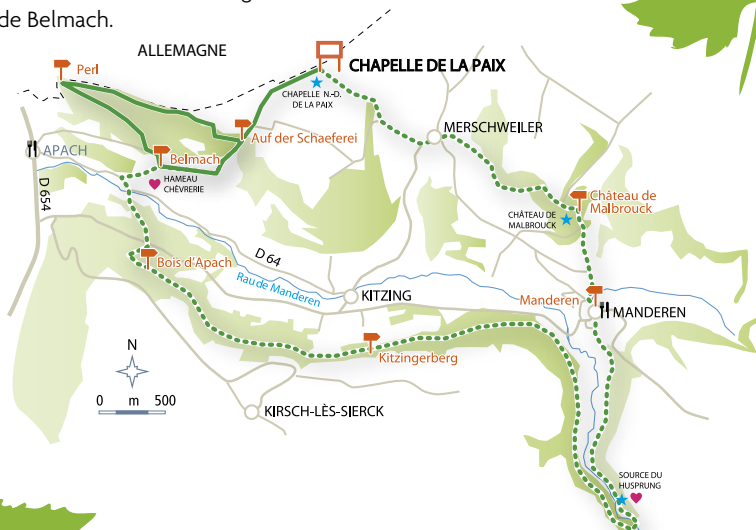 de Belmach.
ALLEMAGNE
Perl
CHAPELLE DE LA PAIX
CHAPELLE N.-D.
DE LA PAIX
MERSCHWEILER
Auf der Schaeferei
APACH
Belmach
HAMEAU
CHÈVRERIE
D 654
Château de
Malbrouck
CHÂTEAU DE
MALBROUCK
D 64
Bois d'Apach
Rau de Manderen
KITZING
Manderen
MANDEREN
N
Kitzingerberg
0 m 500
KIRSCH-LÈS-SIERCK
SOURCE DU
HUSPRUNG